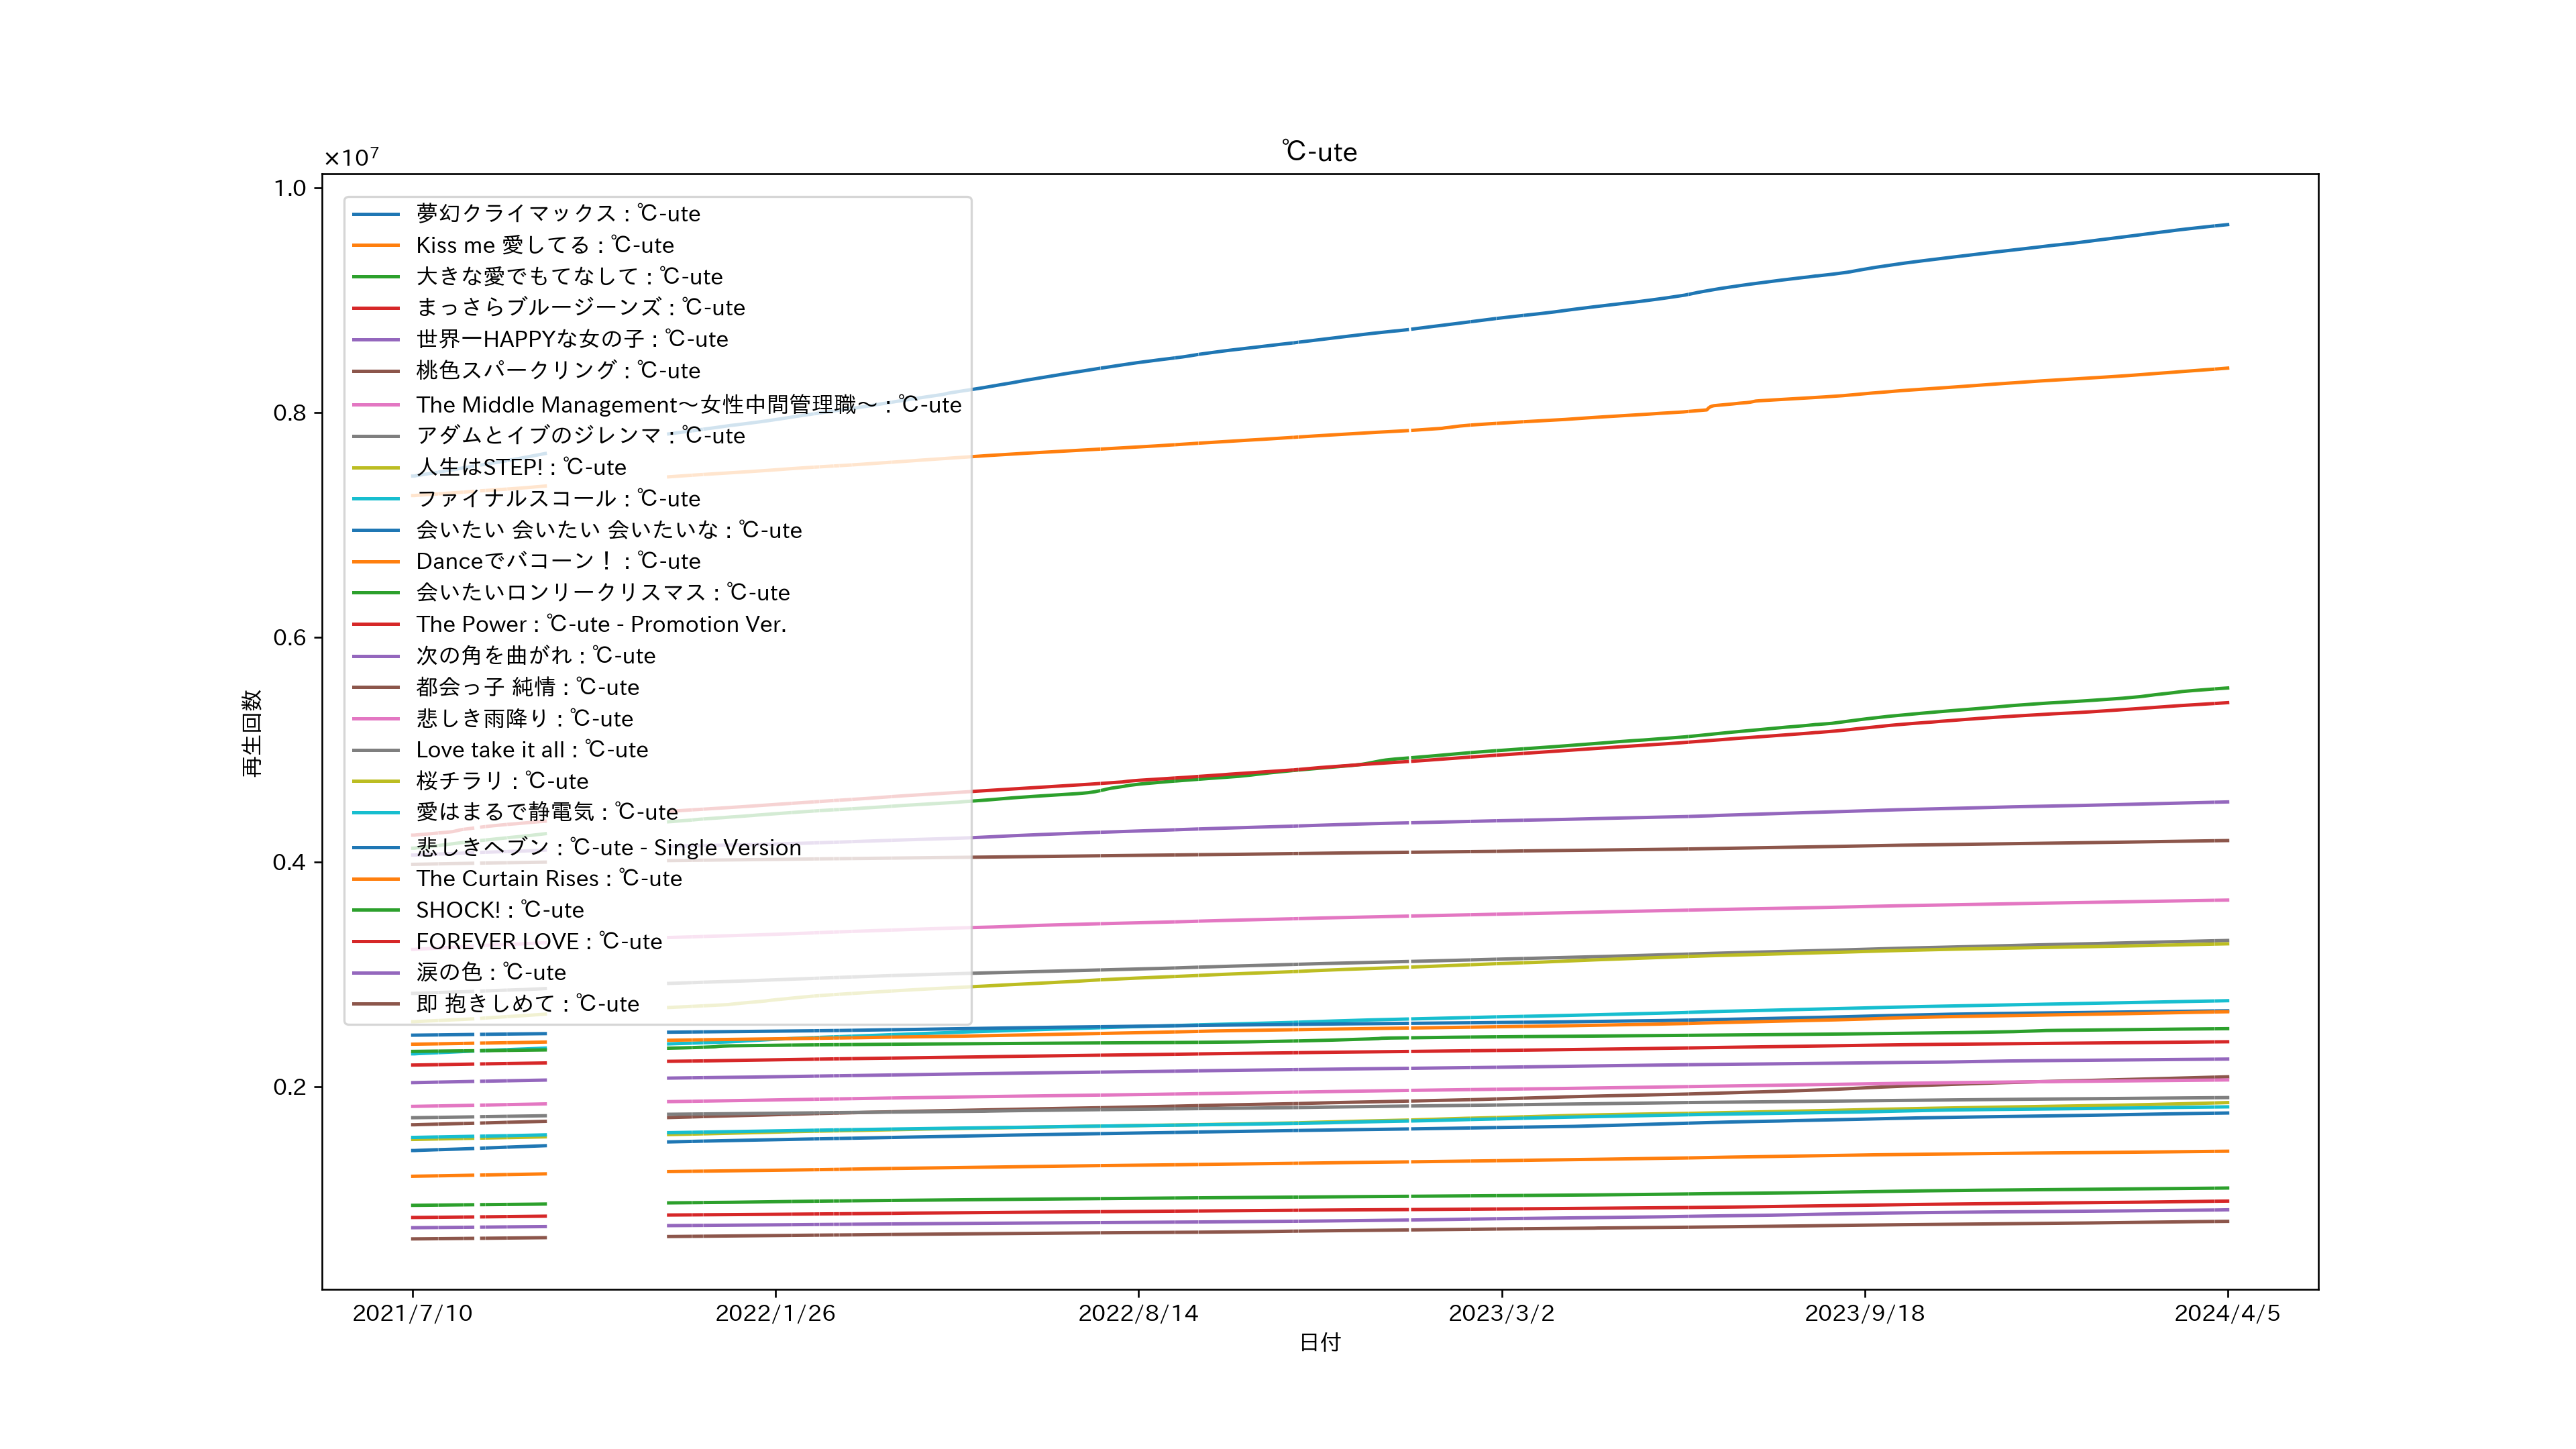 ℃-ute
×10⁷
1.0
0.8
0.6
0.4
0.2
再生回数
夢幻クライマックス : ℃-ute
Kiss me 愛してる : ℃-ute
大きな愛でもてなして : ℃-ute
まっさらブルージーンズ : ℃-ute
世界一HAPPYな女の子 : ℃-ute
桃色スパークリング : ℃-ute
The Middle Management〜女性中間管理職〜 : ℃-ute
アダムとイブのジレンマ : ℃-ute
人生はSTEP! : ℃-ute
ファイナルスコール : ℃-ute
会いたい 会いたい 会いたいな : ℃-ute
Danceでバコーン！ : ℃-ute
会いたいロンリークリスマス : ℃-ute
The Power : ℃-ute - Promotion Ver.
次の角を曲がれ : ℃-ute
都会っ子 純情 : ℃-ute
悲しき雨降り : ℃-ute
Love take it all : ℃-ute
桜チラリ : ℃-ute
愛はまるで静電気 : ℃-ute
悲しきヘブン : ℃-ute - Single Version
The Curtain Rises : ℃-ute
SHOCK! : ℃-ute
FOREVER LOVE : ℃-ute
涙の色 : ℃-ute
即 抱きしめて : ℃-ute
2021/7/10
2022/1/26
2022/8/14
2023/3/2
2023/9/18
2024/4/5
日付